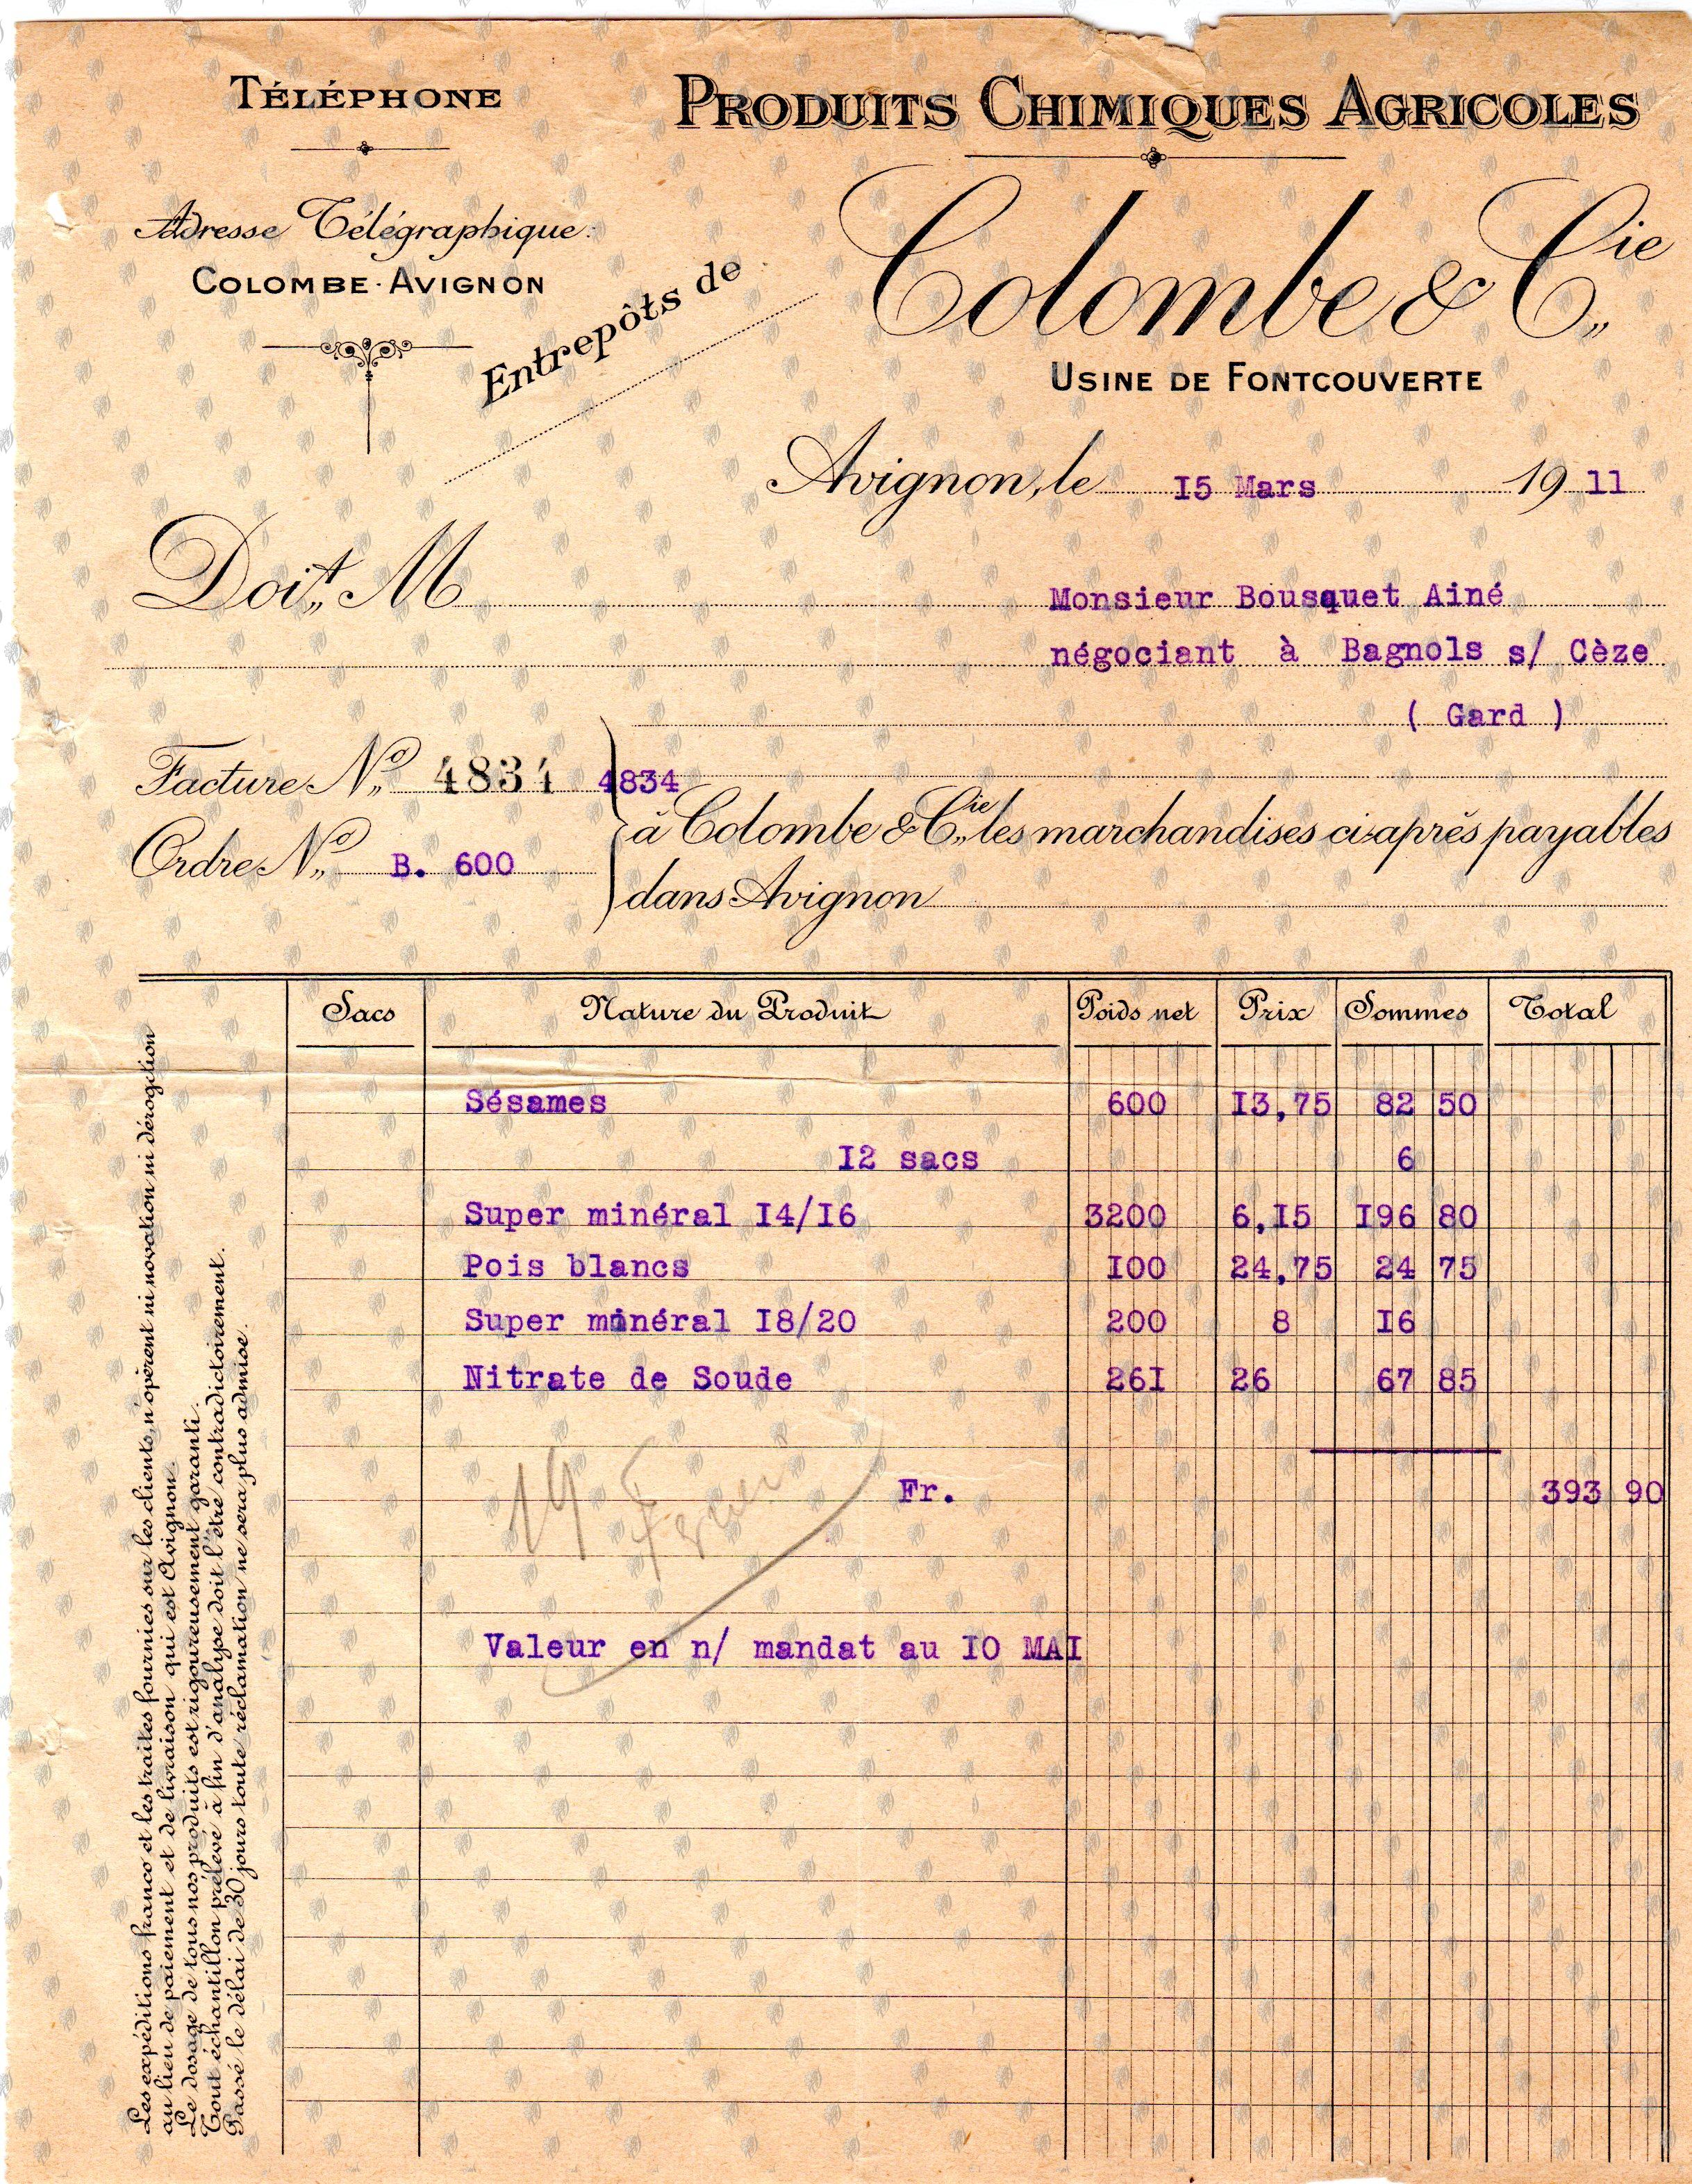 TÉLÉPHONE
PRODUITS CHIMIQUES AGRICOLES
Adresse Télégraphique:
COLOMBE-AVIGNON
Entrepôts de
Colombe & Cie
USINE DE FONTCOUVERTE
Avignon, le 15 Mars 1911
Doit M
Monsieur Bousquet Ainé
négociant à Bagnols s/ Cèze
( Gard )
Facture No 4834 4834
Ordre No B. 600
à Colombe & Cie les marchandises ci-après payables
dans Avignon
Sacs Nature du Produit Poids net Prix Sommes Total
Sésames 600 13,75 82 50
12 sacs 6
Super minéral 14/16 3200 6,15 196 80
Pois blancs 100 24,75 24 75
Super minéral 18/20 200 8 16
Nitrate de Soude 261 26 67 85
Fr. 393 90
Valeur en n/ mandat au 10 MAI
Les expéditions franco et les traites fournies sur les clients, n'opèrent ni novation ni dérogation
au lieu de paiement et de livraison qui est Avignon.
Le dosage de tous nos produits est rigoureusement garanti.
Tout échantillon prélevé à fin d'analyse doit l'être contradictoirement.
Passé le délai de 30 jours toute réclamation ne sera plus admise.